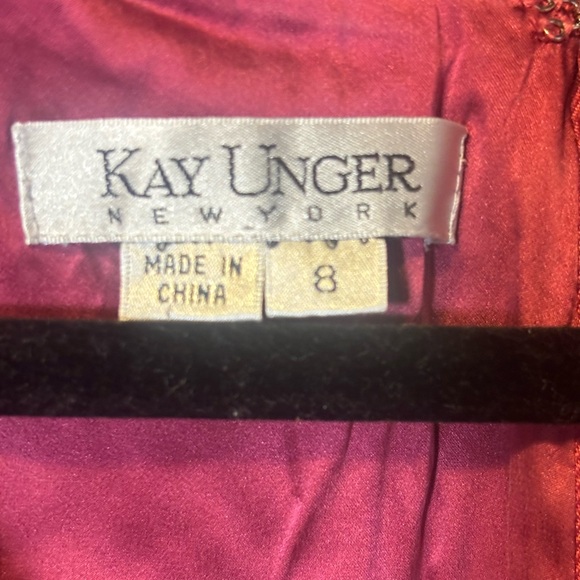 KAY UNGER
NEW YORK
MADE IN
CHINA
8